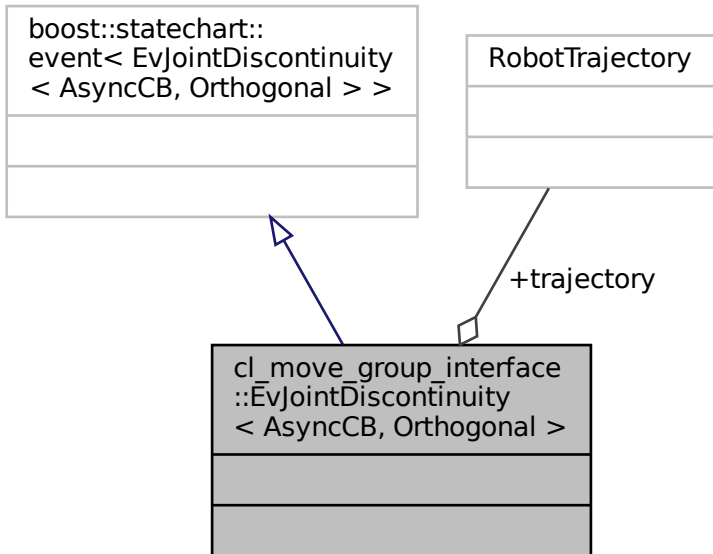 boost::statechart::
event< EvJointDiscontinuity
< AsyncCB, Orthogonal > >
RobotTrajectory
+trajectory
cl_move_group_interface
::EvJointDiscontinuity
< AsyncCB, Orthogonal >